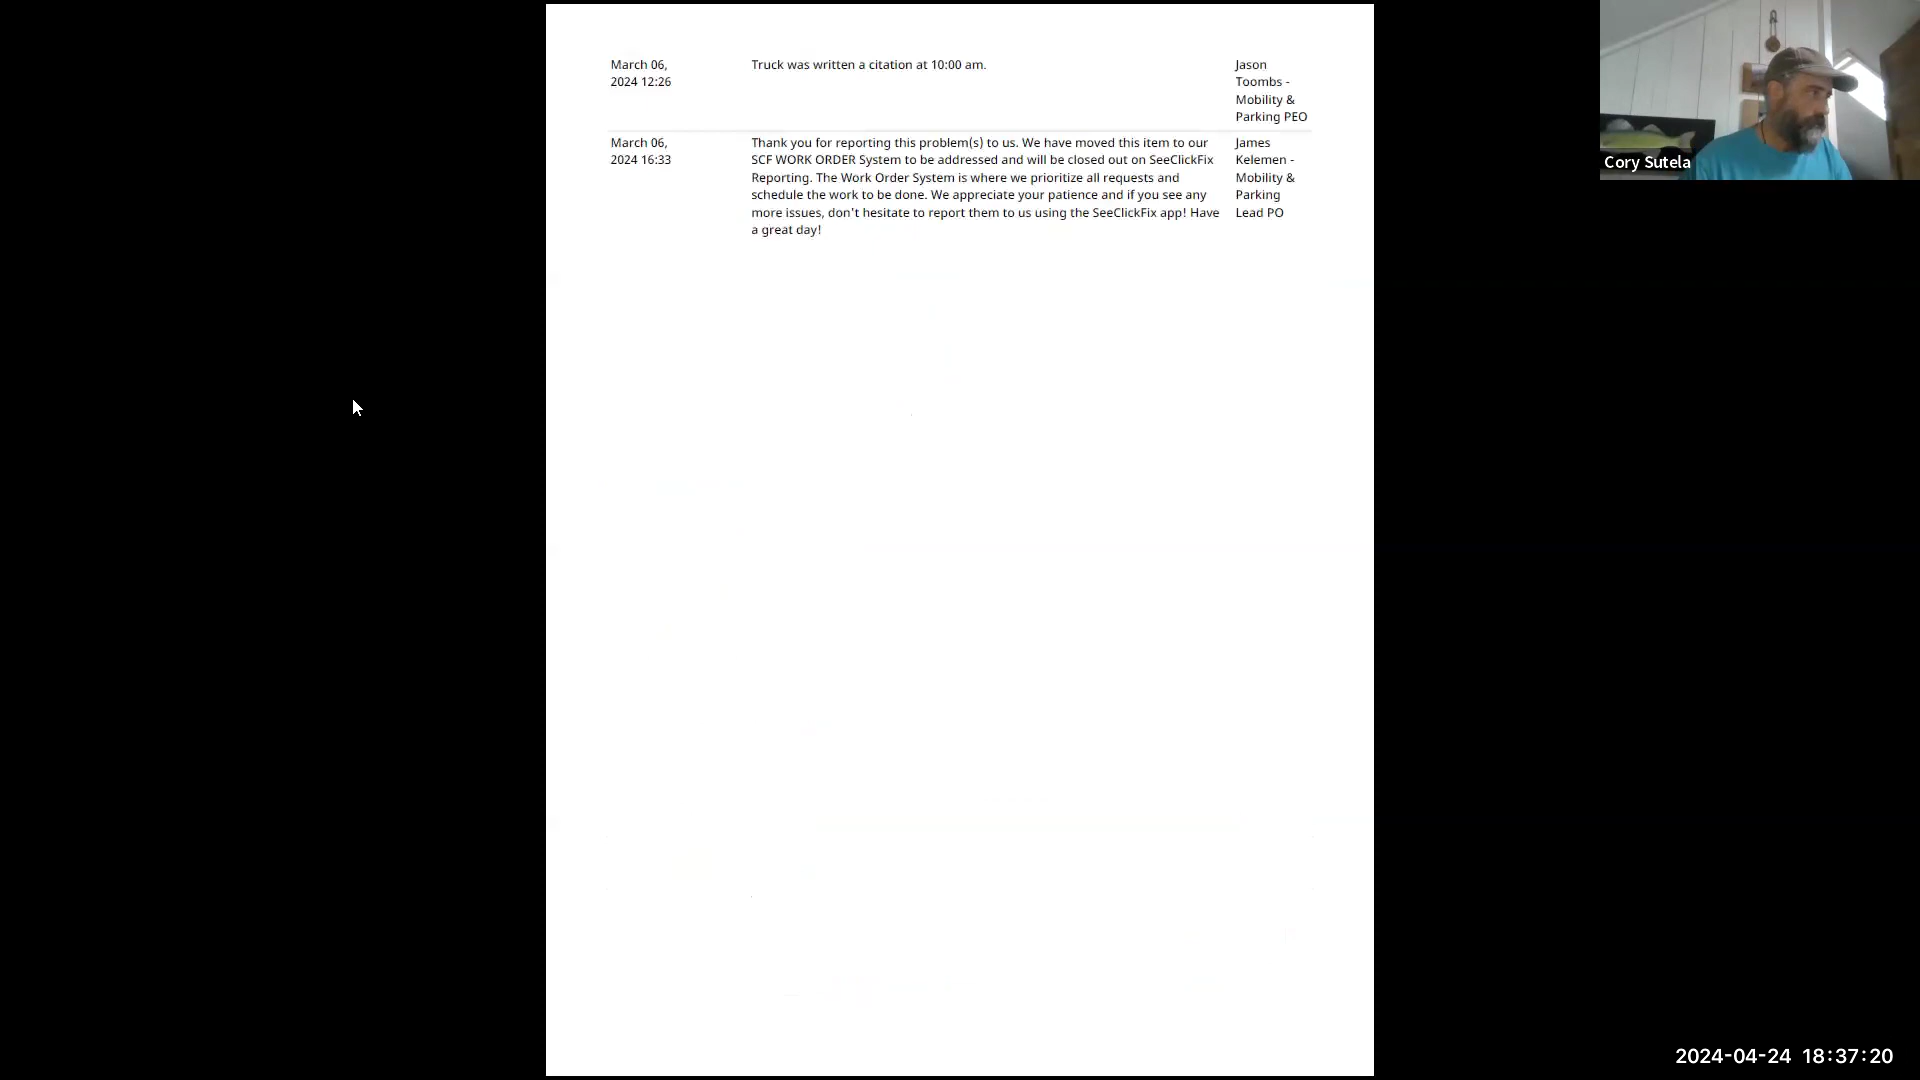 March 06,
2024 12:26
Truck was written a citation at 10:00 am.
Jason
Toombs -
Mobility &
Parking PEO
March 06,
2024 16:33
Thank you for reporting this problem(s) to us. We have moved this item to our
SCF WORK ORDER System to be addressed and will be closed out on SeeClickFix
Reporting. The Work Order System is where we prioritize all requests and
schedule the work to be done. We appreciate your patience and if you see any
more issues, don't hesitate to report them to us using the SeeClickFix app! Have
a great day!
James
Kelemen -
Mobility &
Parking
Lead PO
Cory Sutela
2024-04-24 18:37:20